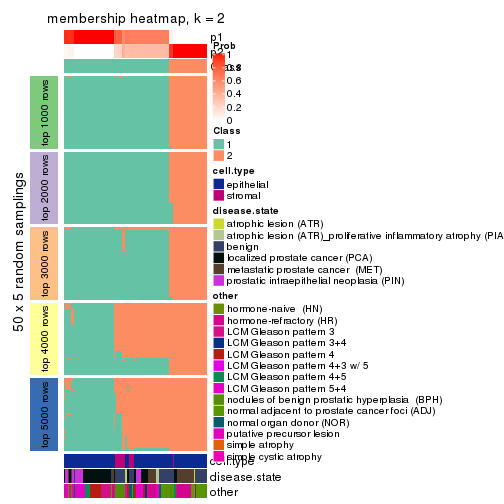 membership heatmap, k = 2
p1
p2
Class
Prob
1
0.8
0.6
0.4
0.2
0
Class
1
2
cell.type
epithelial
stromal
disease.state
atrophic lesion (ATR)
atrophic lesion (ATR)_proliferative inflammatory atrophy (PIA
benign
localized prostate cancer (PCA)
metastatic prostate cancer (MET)
prostatic intraepithelial neoplasia (PIN)
other
hormone-naive (HN)
hormone-refractory (HR)
LCM Gleason pattern 3
LCM Gleason pattern 3+4
LCM Gleason pattern 4
LCM Gleason pattern 4+3 w/ 5
LCM Gleason pattern 4+5
LCM Gleason pattern 5+4
nodules of benign prostatic hyperplasia (BPH)
normal adjacent to prostate cancer foci (ADJ)
normal organ donor (NOR)
putative precursor lesion
simple atrophy
simple cystic atrophy
50 x 5 random samplings
top 1000 rows
top 2000 rows
top 3000 rows
top 4000 rows
top 5000 rows
cell.type
disease.state
other